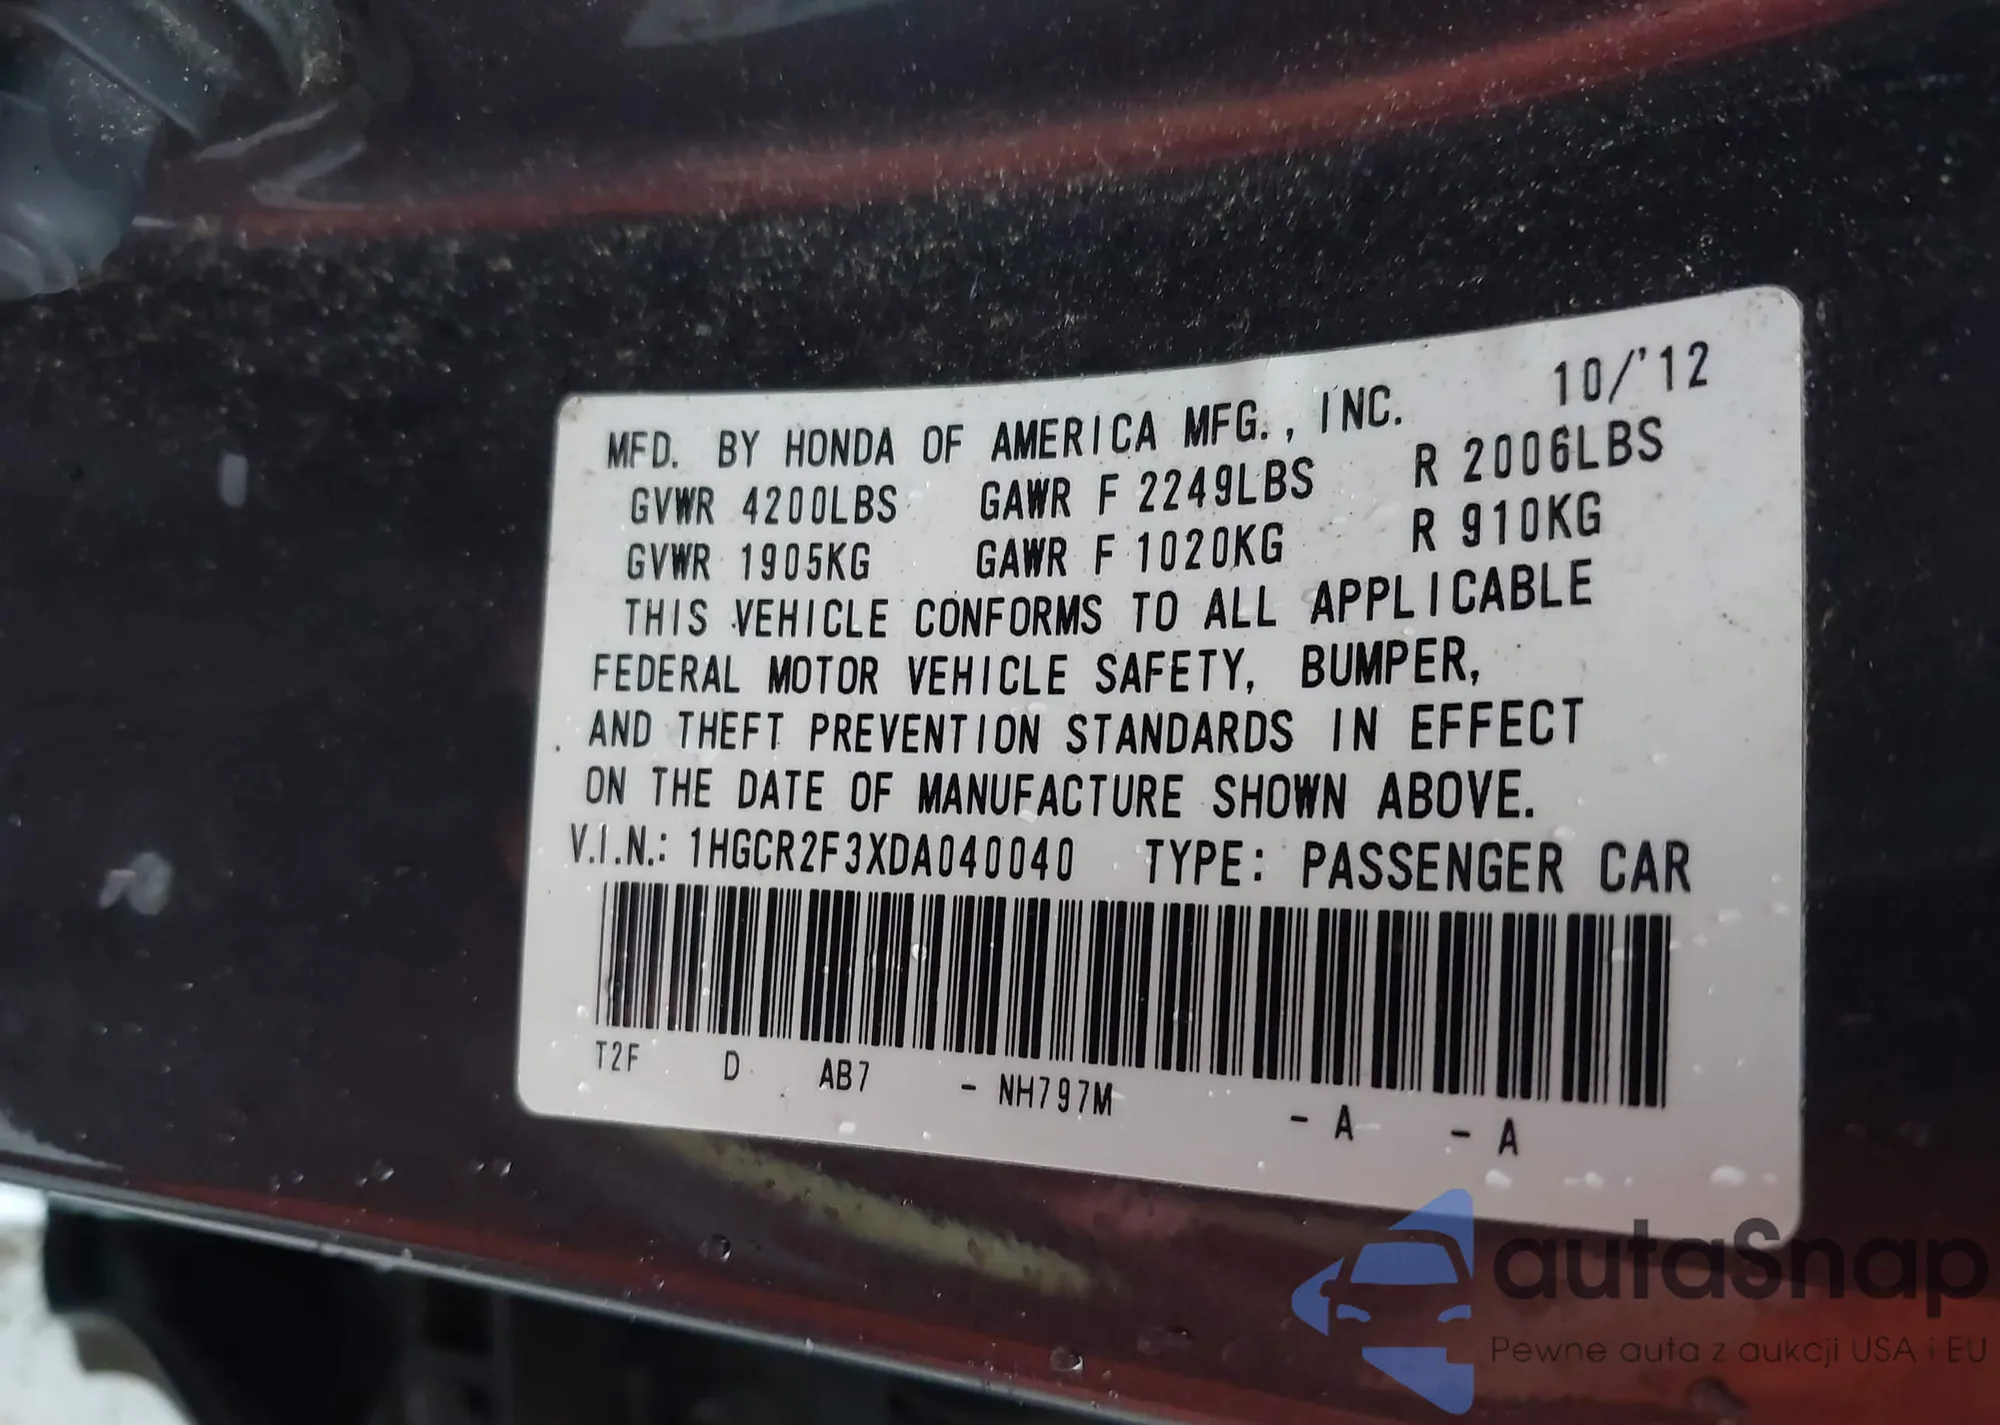 10/'12
MFD. BY HONDA OF AMERICA MFG., INC.
GVWR 4200LBS GAWR F 2249LBS R 2006LBS
GVWR 1905KG GAWR F 1020KG R 910KG
THIS VEHICLE CONFORMS TO ALL APPLICABLE
FEDERAL MOTOR VEHICLE SAFETY, BUMPER,
AND THEFT PREVENTION STANDARDS IN EFFECT
ON THE DATE OF MANUFACTURE SHOWN ABOVE.
V.I.N.: 1HGCR2F3XDA040040 TYPE: PASSENGER CAR
T2F D AB7 - NH797M - A - A
autaSnap
Pewne auta z aukcji USA i EU